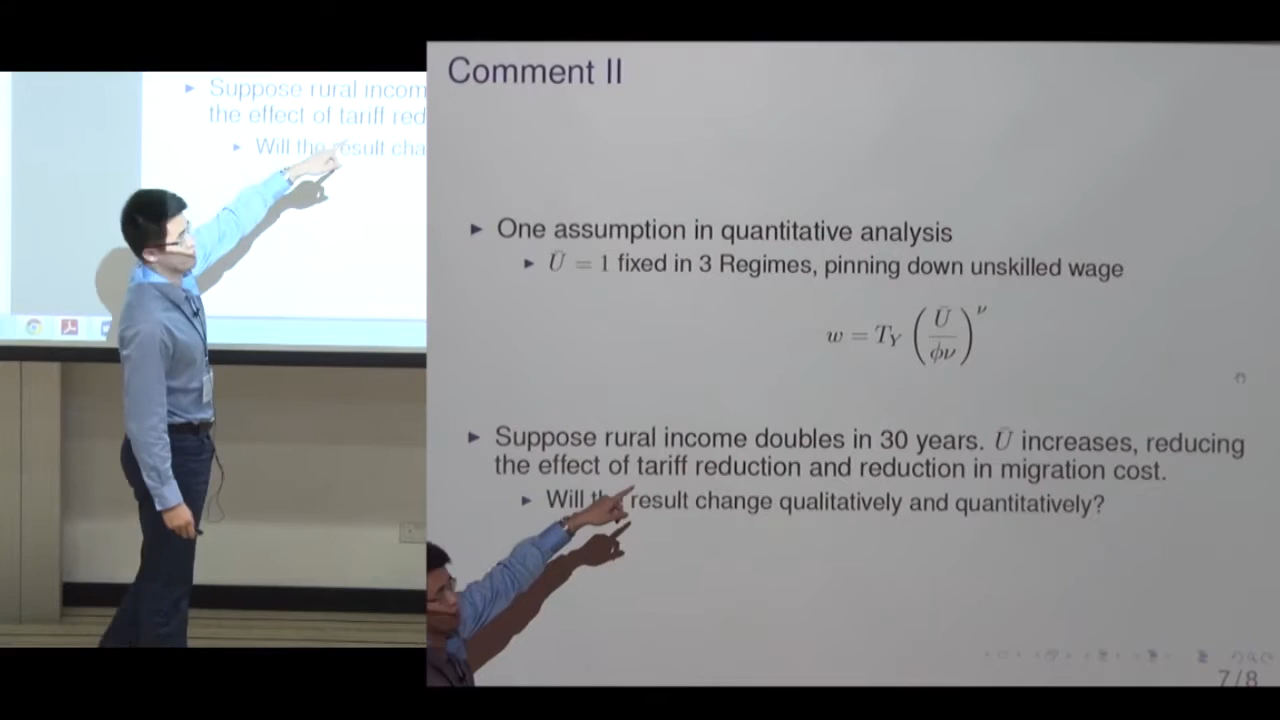 Suppose rural incom
the effect of tariff red
Will the result cha
Comment II
One assumption in quantitative analysis
Ū = 1 fixed in 3 Regimes, pinning down unskilled wage
w = T_Y (Ū / ϕν)^ν
Suppose rural income doubles in 30 years. Ū increases, reducing
the effect of tariff reduction and reduction in migration cost.
Will the result change qualitatively and quantitatively?
7/8